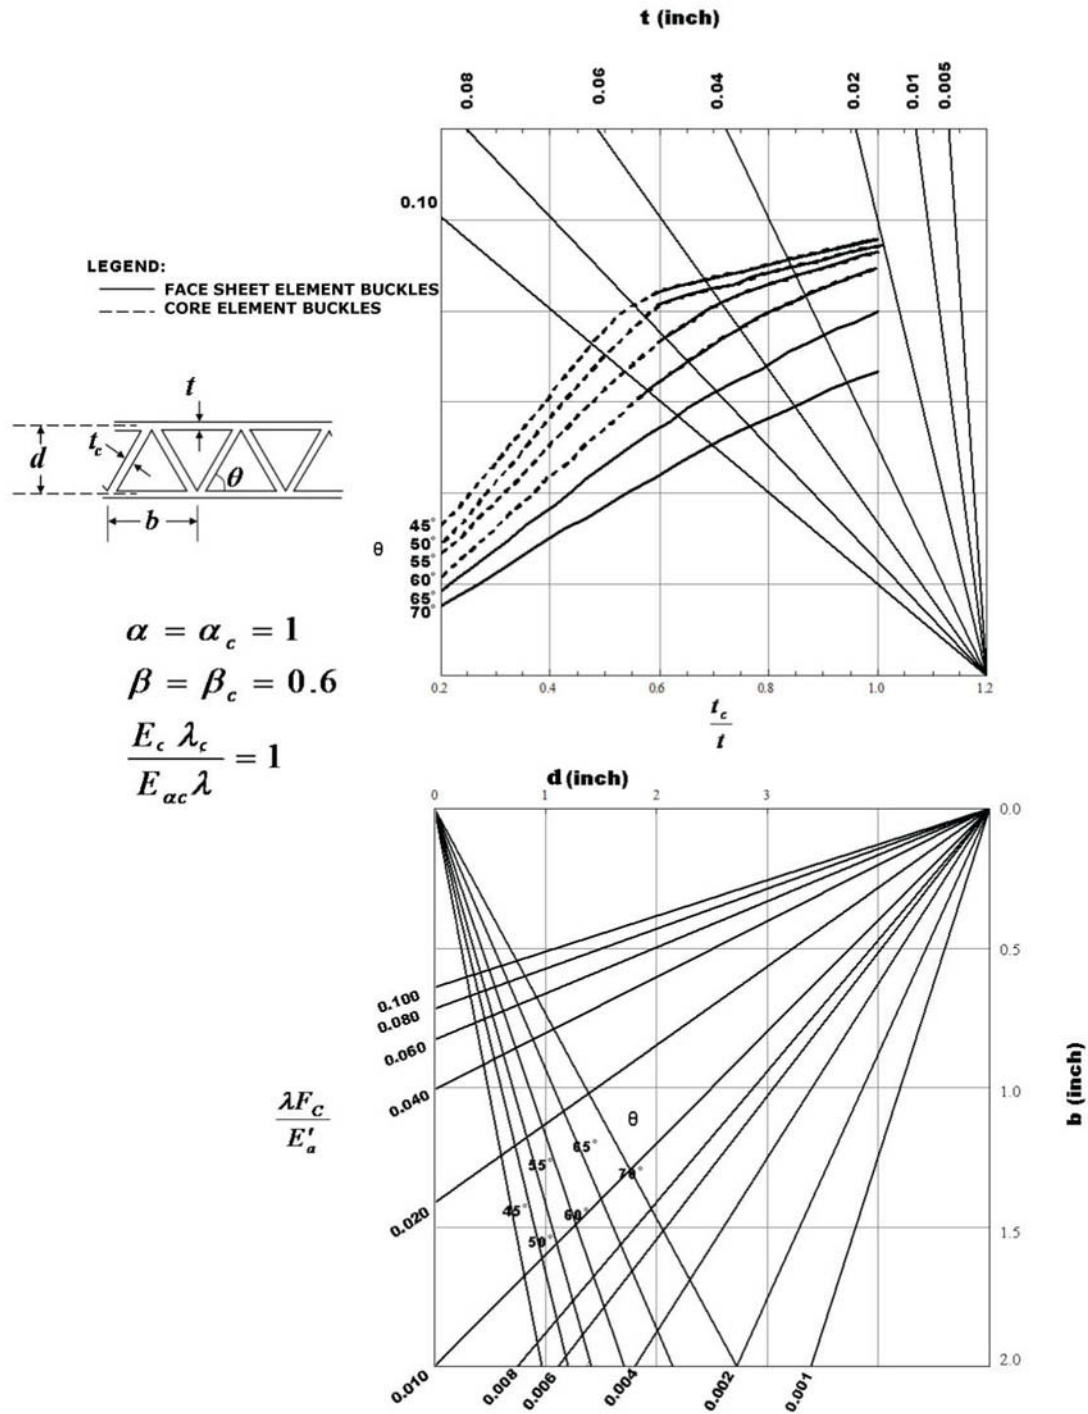 t (inch)
0.08 0.06 0.04 0.02 0.01 0.005
0.10
LEGEND:
FACE SHEET ELEMENT BUCKLES
CORE ELEMENT BUCKLES
t
t_c
d
θ
b
θ
45°
50°
55°
60°
65°
70°
0.2 0.4 0.6 0.8 1.0 1.2
t_c
t
α = α_c = 1
β = β_c = 0.6
E_c λ_c
E_αc λ
= 1
d (inch)
0 1 2 3
0.0
0.5
1.0
1.5
2.0
b (inch)
0.100
0.080
0.060
0.040
0.020
0.010
0.008
0.006
0.004
0.002
0.001
λF_C
E'_a
θ
65°
55°
70°
45°
60°
50°